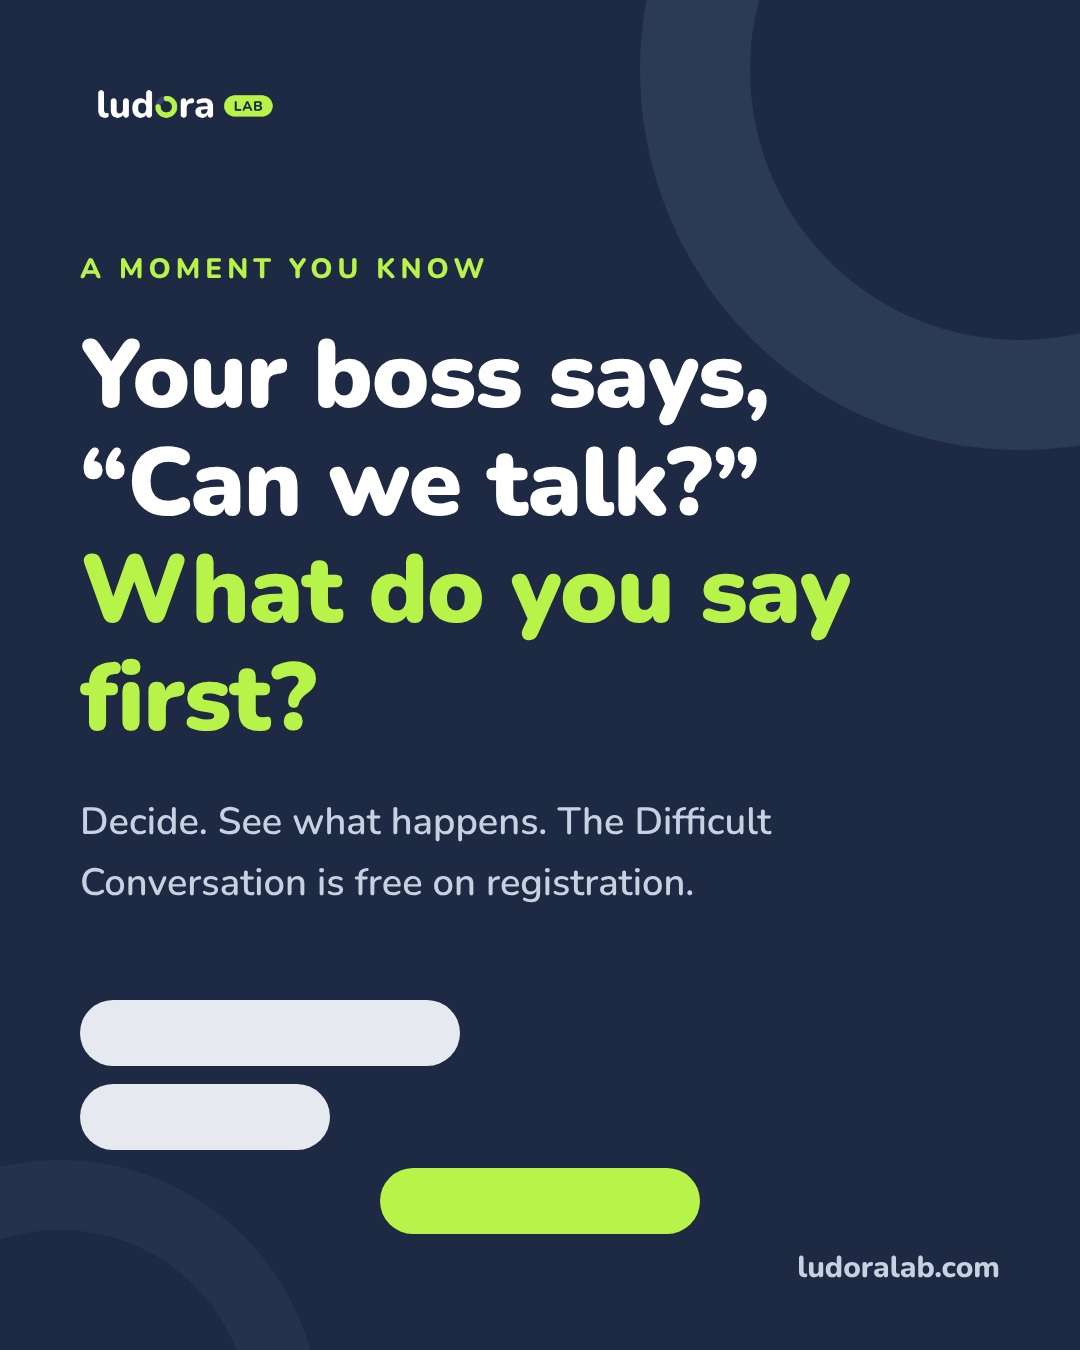 ludora LAB
A MOMENT YOU KNOW
Your boss says,
“Can we talk?”
What do you say
first?
Decide. See what happens. The Difficult
Conversation is free on registration.
ludoralab.com